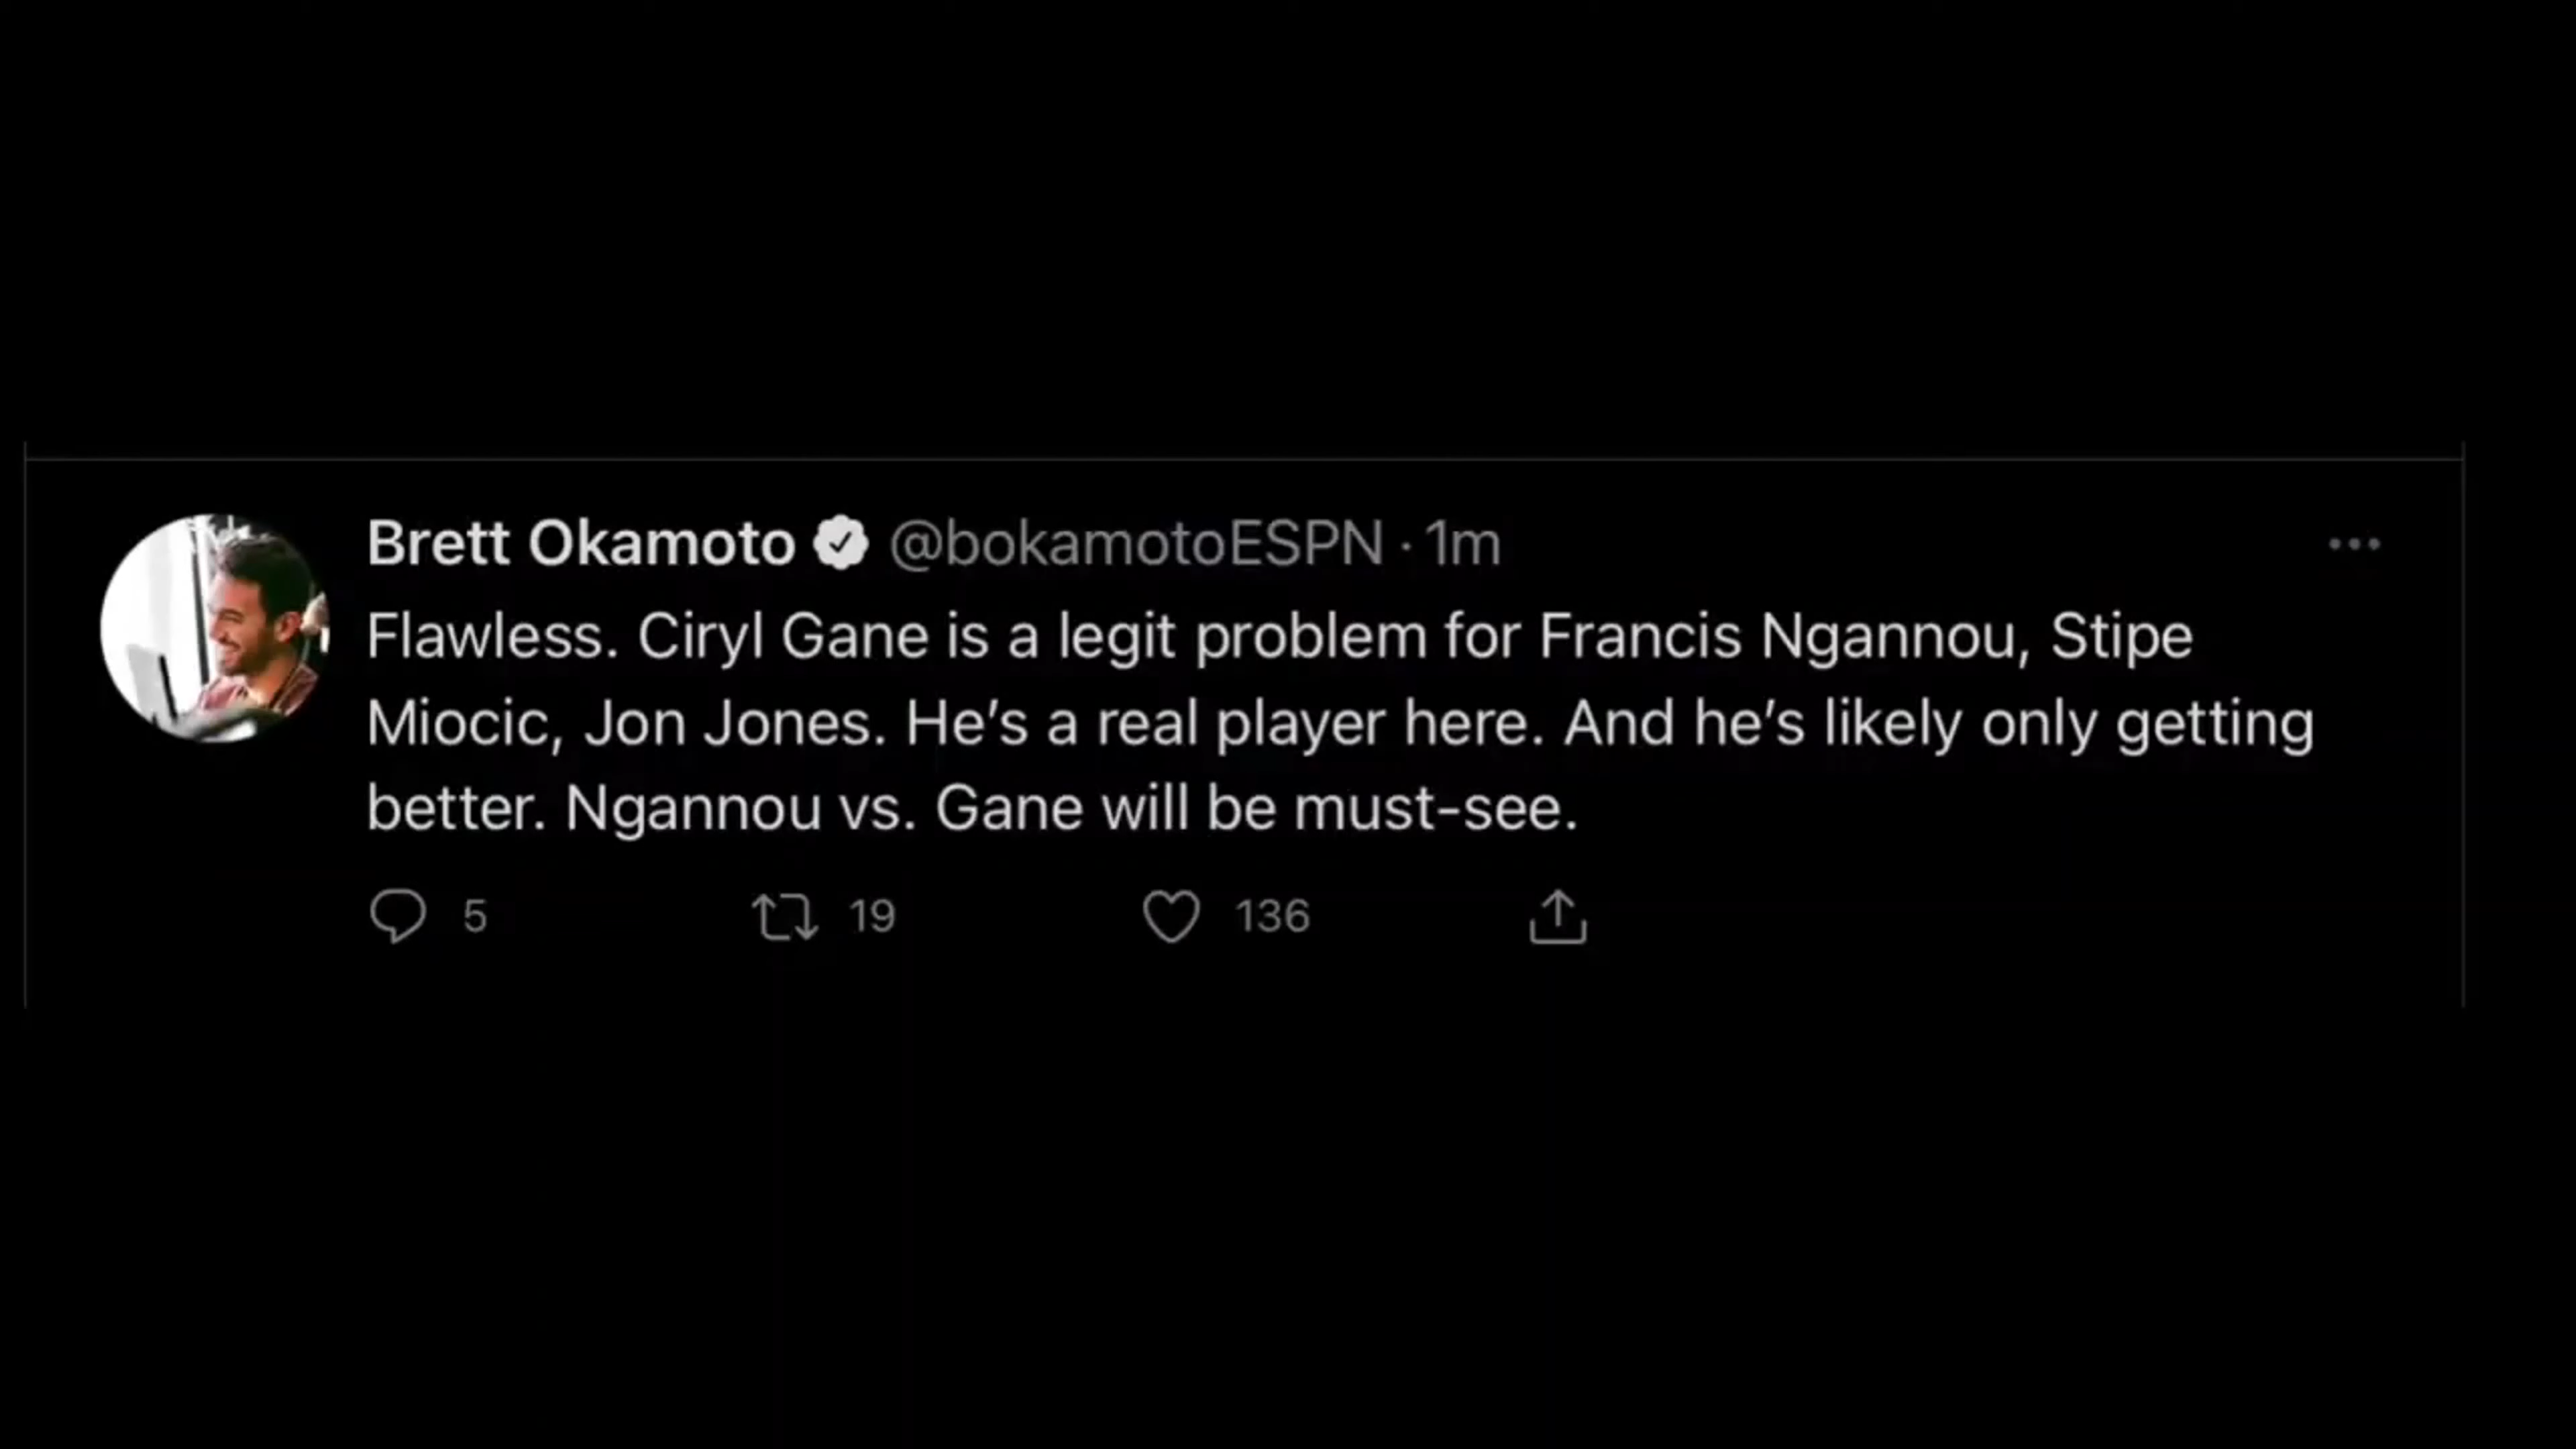 Brett Okamoto @bokamotoESPN · 1m
Flawless. Ciryl Gane is a legit problem for Francis Ngannou, Stipe
Miocic, Jon Jones. He’s a real player here. And he’s likely only getting
better. Ngannou vs. Gane will be must-see.
5 19 136